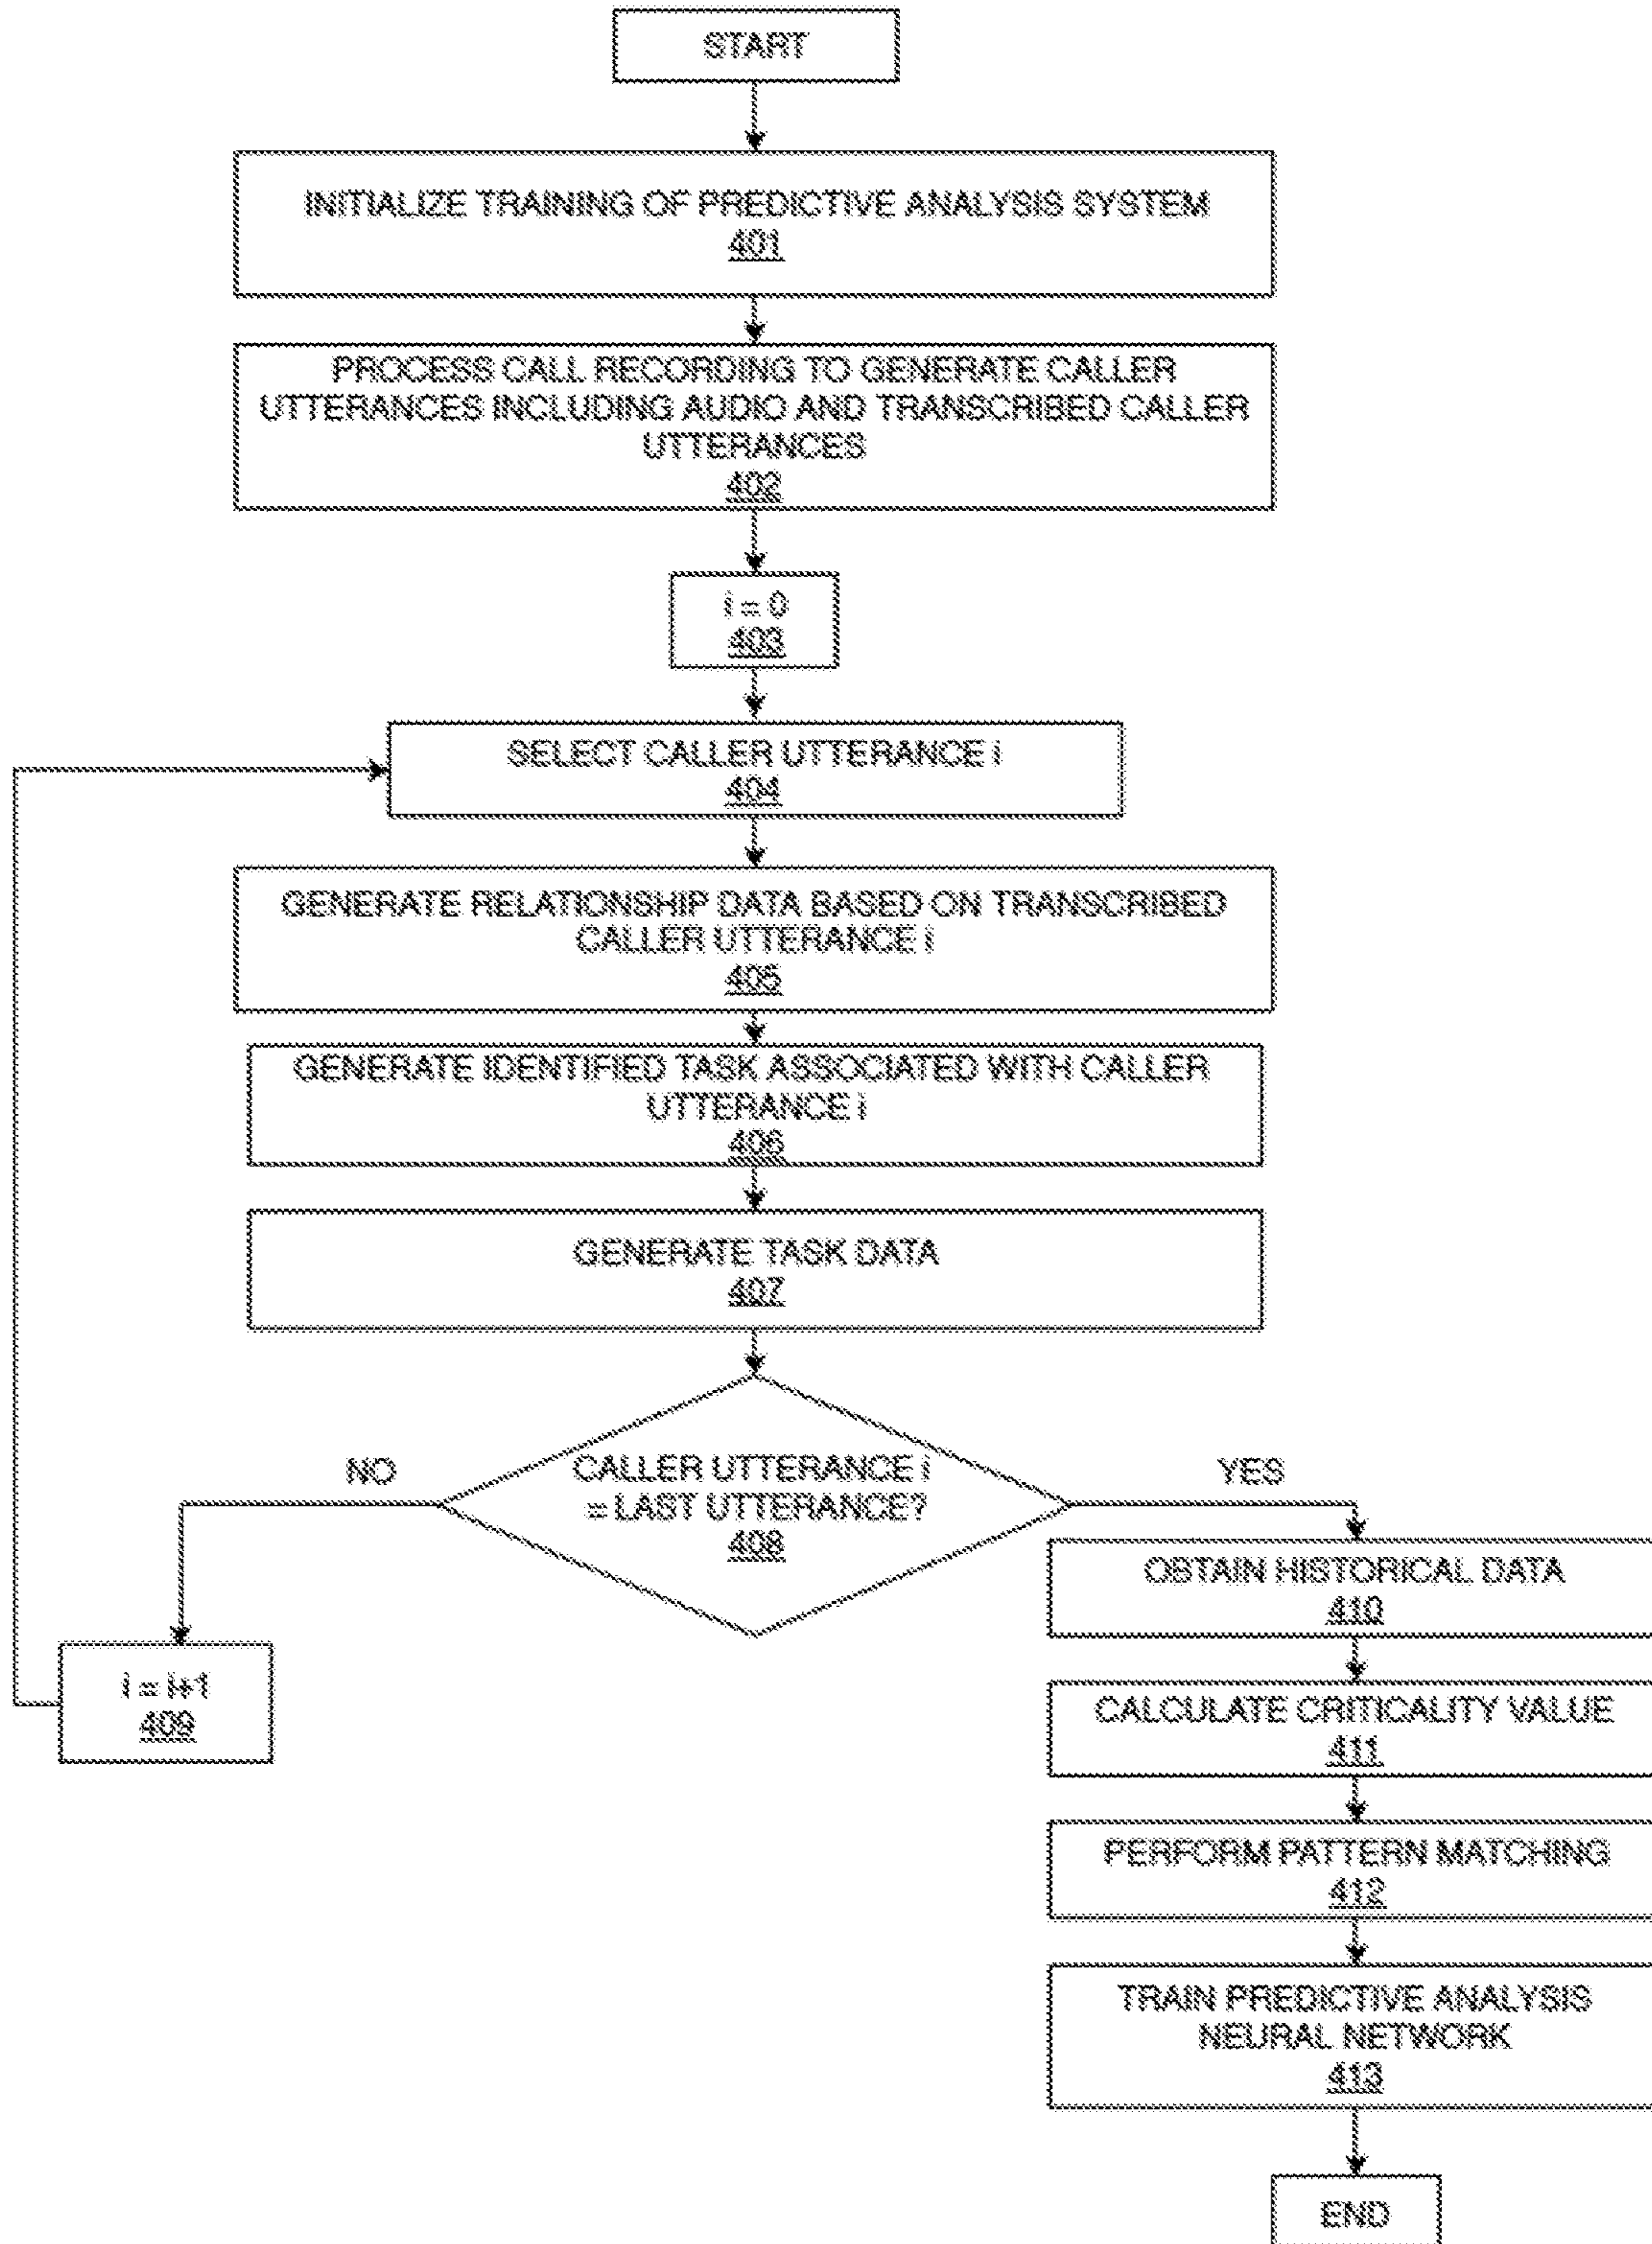 START
INITIALIZE TRAINING OF PREDICTIVE ANALYSIS SYSTEM
401
PROCESS CALL RECORDING TO GENERATE CALLER
UTTERANCES INCLUDING AUDIO AND TRANSCRIBED CALLER
UTTERANCES
402
i = 0
403
SELECT CALLER UTTERANCE i
404
GENERATE RELATIONSHIP DATA BASED ON TRANSCRIBED
CALLER UTTERANCE i
405
GENERATE IDENTIFIED TASK ASSOCIATED WITH CALLER
UTTERANCE i
406
GENERATE TASK DATA
407
CALLER UTTERANCE i
= LAST UTTERANCE?
408
NO
YES
i = i+1
409
OBTAIN HISTORICAL DATA
410
CALCULATE CRITICALITY VALUE
411
PERFORM PATTERN MATCHING
412
TRAIN PREDICTIVE ANALYSIS
NEURAL NETWORK
413
END